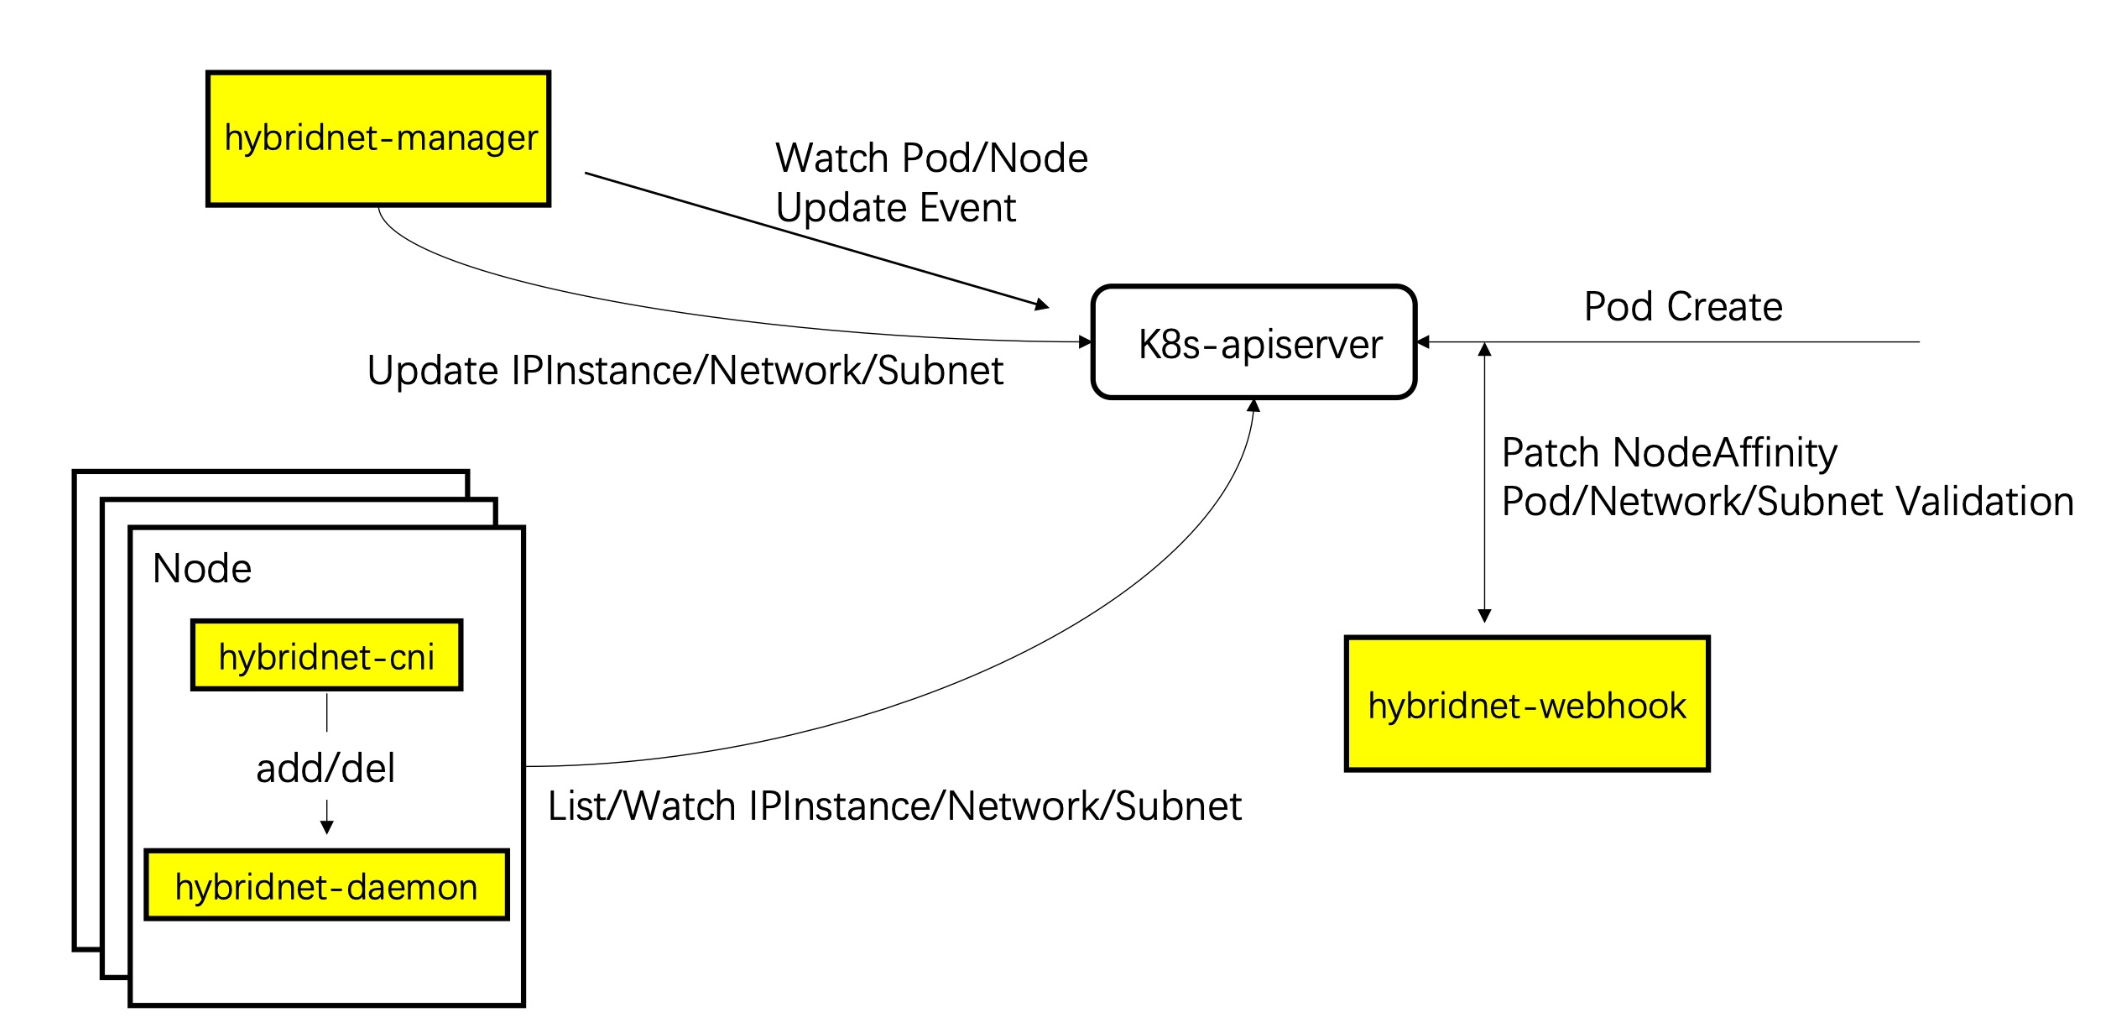 hybridnet-manager
Watch Pod/Node
Update Event
Pod Create
K8s-apiserver
Update IPInstance/Network/Subnet
Patch NodeAffinity
Pod/Network/Subnet Validation
Node
hybridnet-cni
add/del
hybridnet-daemon
List/Watch IPInstance/Network/Subnet
hybridnet-webhook